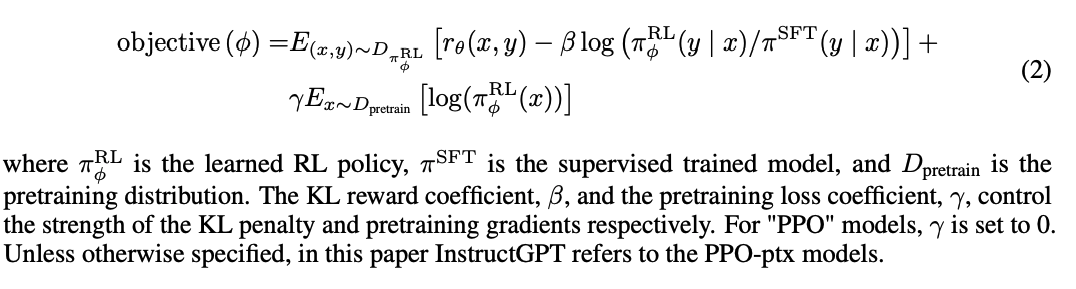 objective (ϕ) =E_{(x,y)∼D_{π_ϕ^{RL}}} [r_θ(x, y) − β log (π_ϕ^{RL}(y | x)/π^{SFT}(y | x))] +
γE_{x∼D_{pretrain}} [log(π_ϕ^{RL}(x))]
(2)
where π_ϕ^{RL} is the learned RL policy, π^{SFT} is the supervised trained model, and D_{pretrain} is the
pretraining distribution. The KL reward coefficient, β, and the pretraining loss coefficient, γ, control
the strength of the KL penalty and pretraining gradients respectively. For "PPO" models, γ is set to 0.
Unless otherwise specified, in this paper InstructGPT refers to the PPO-ptx models.